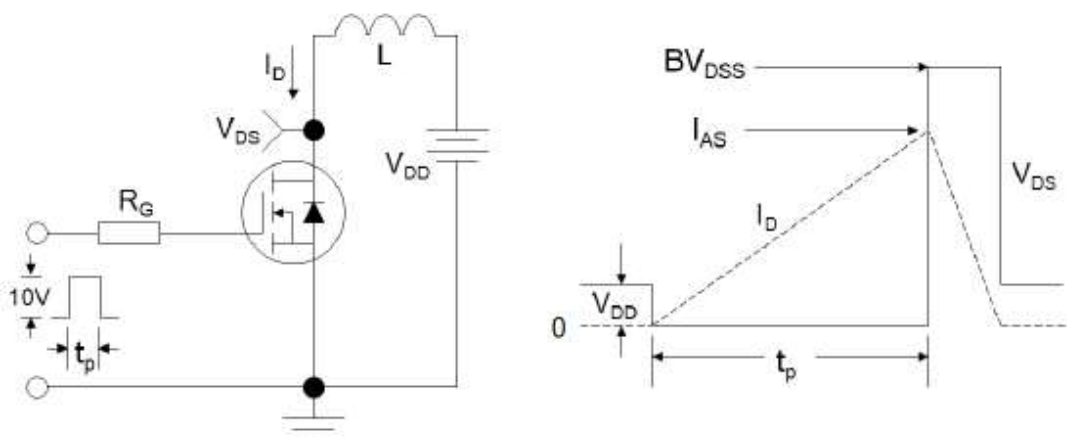 L
I_D
V_DS
V_DD
R_G
10V
t_p
BV_DSS
I_AS
V_DS
I_D
V_DD
0
t_p